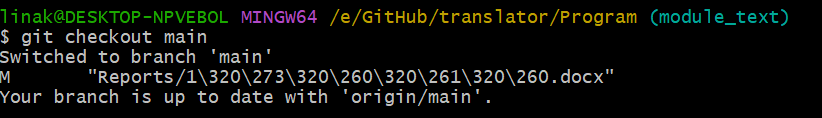 linak@DESKTOP-NPVEBOL MINGW64 /e/GitHub/translator/Program (module_text)
$ git checkout main
Switched to branch 'main'
M       "Reports/1\320\273\320\260\320\261\320\260.docx"
Your branch is up to date with 'origin/main'.